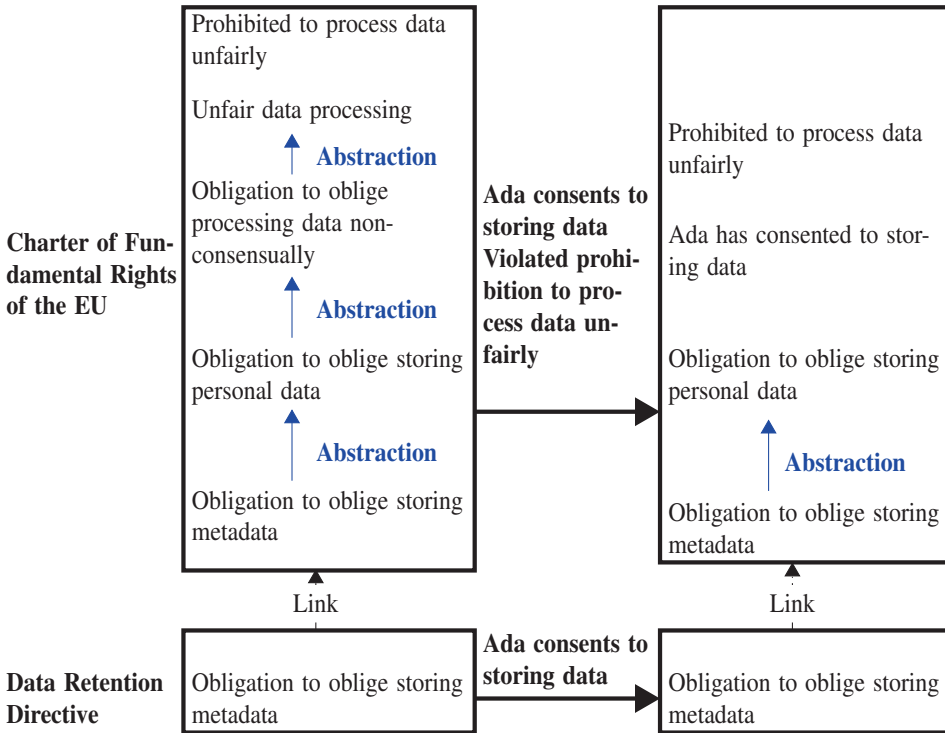 Prohibited to process data
unfairly
Unfair data processing
Abstraction
Obligation to oblige
processing data non-
consensually
Abstraction
Obligation to oblige storing
personal data
Abstraction
Obligation to oblige storing
metadata
Charter of Fun-
damental Rights
of the EU
Ada consents to
storing data
Violated prohi-
bition to pro-
cess data un-
fairly
Prohibited to process data
unfairly
Ada has consented to stor-
ing data
Obligation to oblige storing
personal data
Abstraction
Obligation to oblige storing
metadata
Link
Link
Data Retention
Directive
Obligation to oblige storing
metadata
Ada consents to
storing data
Obligation to oblige storing
metadata